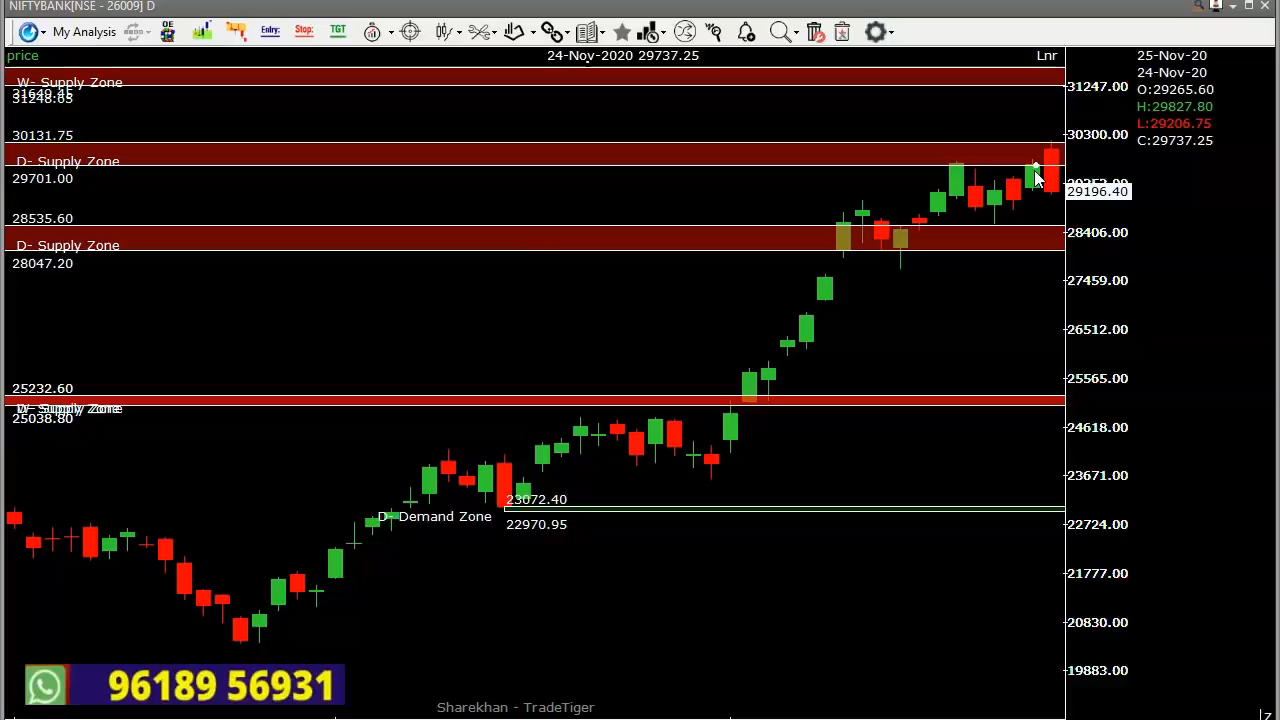 NIFTYBANK[NSE - 26009] D
My Analysis
OE
Entry:
Stop:
TGT
price
24-Nov-2020 29737.25
Lnr
25-Nov-20
24-Nov-20
O:29265.60
H:29827.80
L:29206.75
C:29737.25
W- Supply Zone
31248.65
31247.00
30131.75
30300.00
D- Supply Zone
29701.00
29196.40
28535.60
28406.00
D- Supply Zone
28047.20
27459.00
26512.00
25565.00
25232.60
D- Supply Zone
25038.80
24618.00
23671.00
23072.40
D- Demand Zone
22970.95
22724.00
21777.00
20830.00
19883.00
96189 56931
Sharekhan - TradeTiger